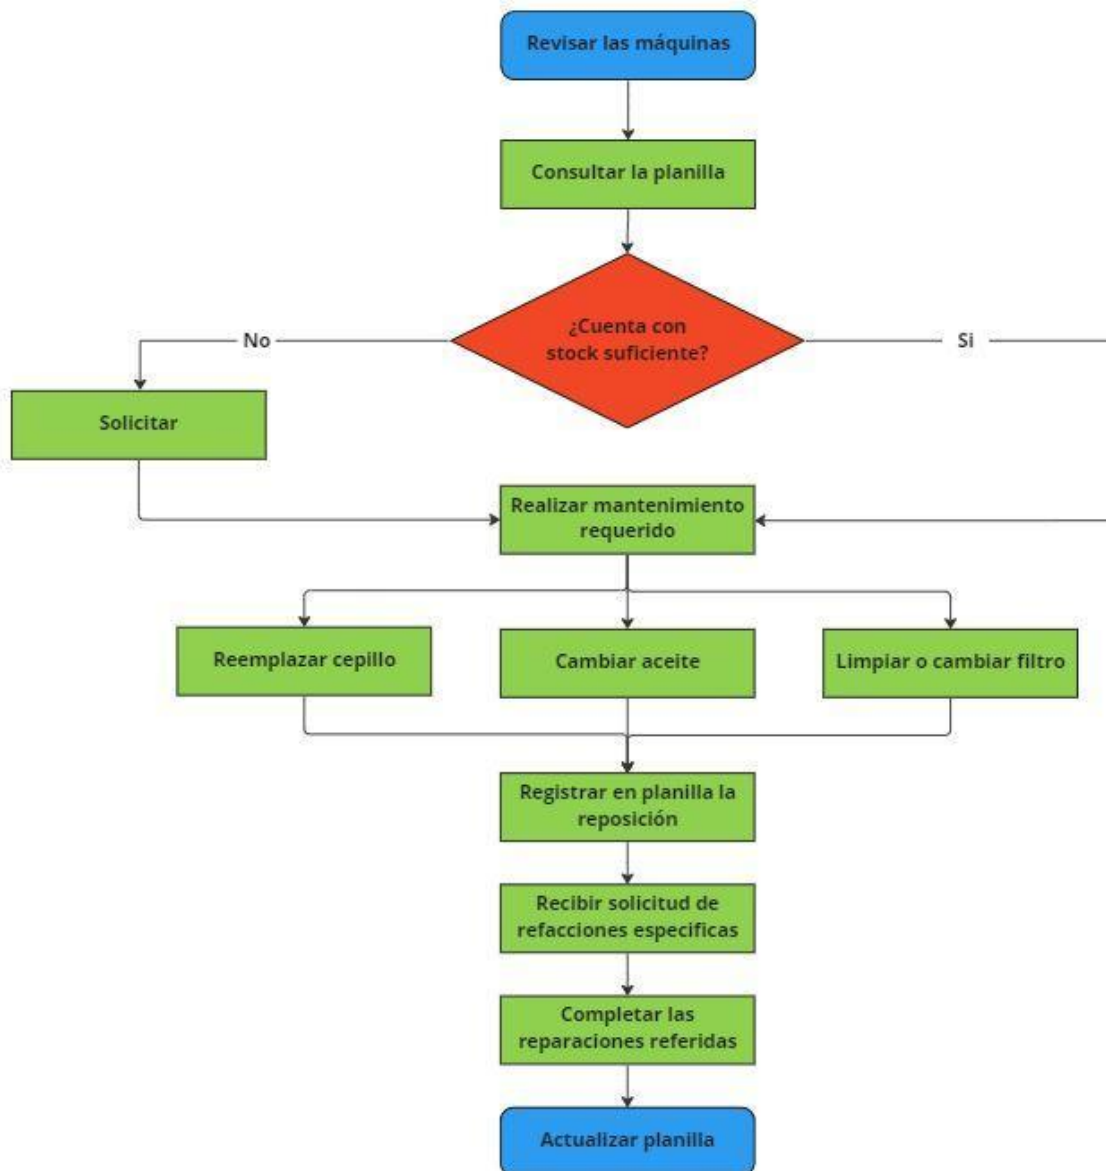 Revisar las máquinas
Consultar la planilla
¿Cuenta con
stock suficiente?
No
Si
Solicitar
Realizar mantenimiento
requerido
Reemplazar cepillo
Cambiar aceite
Limpiar o cambiar filtro
Registrar en planilla la
reposición
Recibir solicitud de
refacciones especificas
Completar las
reparaciones referidas
Actualizar planilla